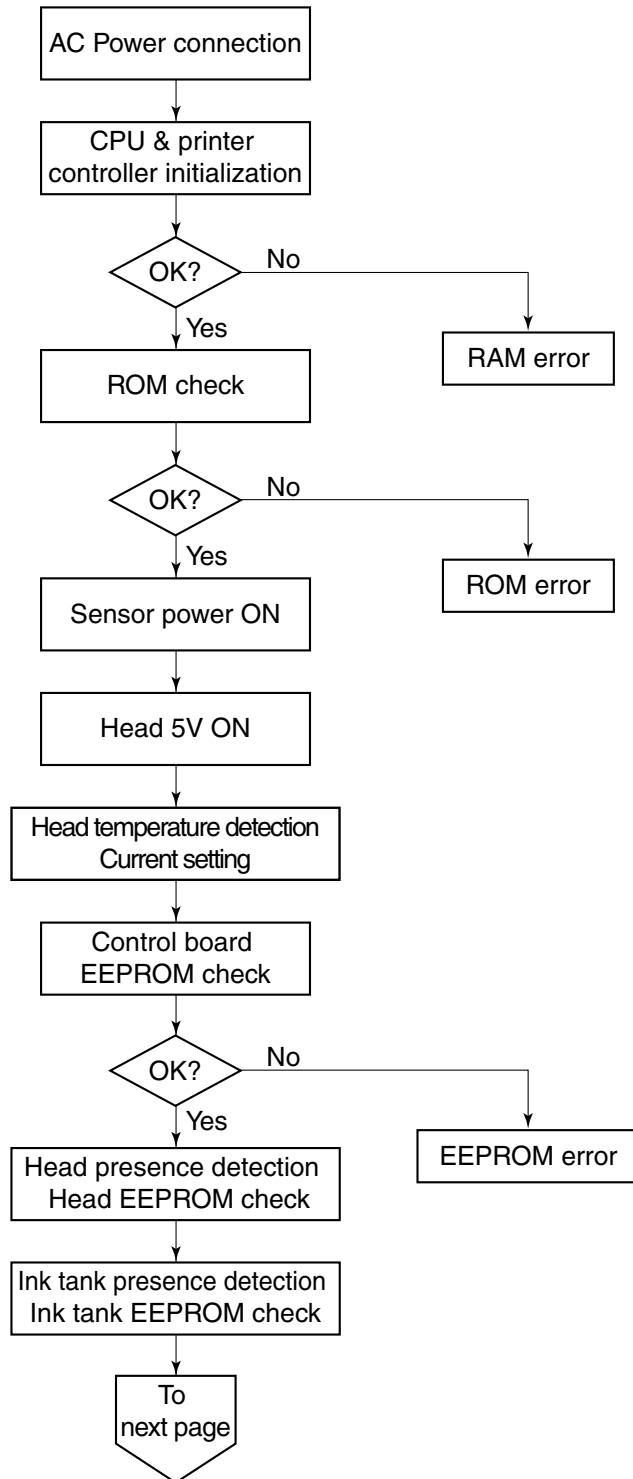 AC Power connection
CPU & printer
controller initialization
OK?
No
Yes
RAM error
ROM check
OK?
No
Yes
ROM error
Sensor power ON
Head 5V ON
Head temperature detection
Current setting
Control board
EEPROM check
OK?
No
Yes
EEPROM error
Head presence detection
Head EEPROM check
Ink tank presence detection
Ink tank EEPROM check
To
next page